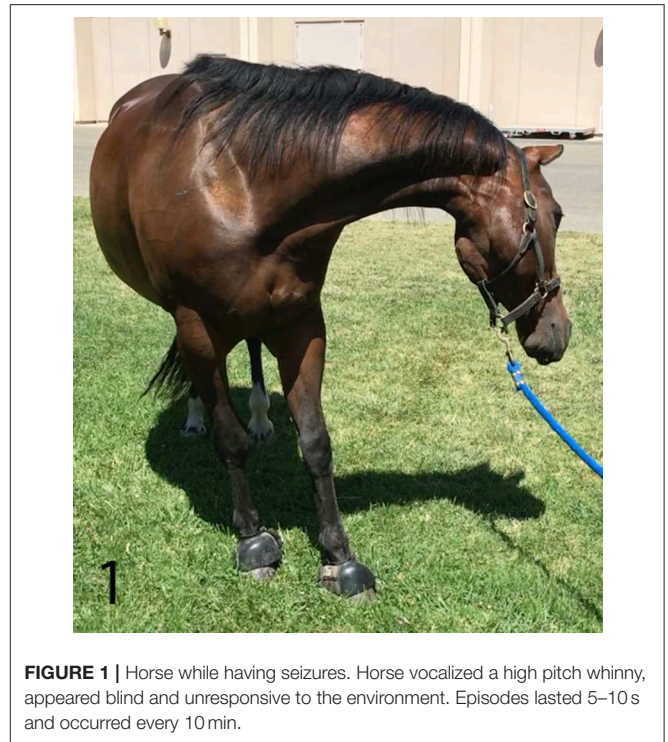 1
FIGURE 1 | Horse while having seizures. Horse vocalized a high pitch whinny,
appeared blind and unresponsive to the environment. Episodes lasted 5–10 s
and occurred every 10 min.